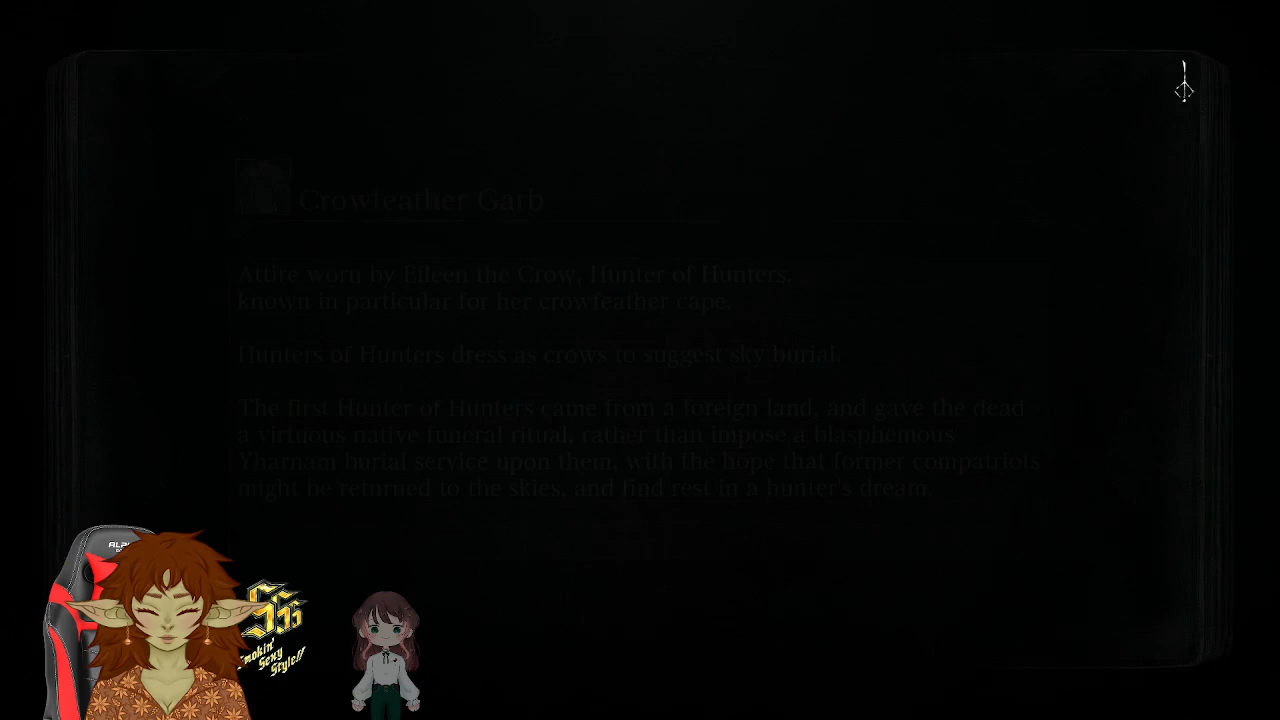 Crowfeather Garb
Attire worn by Eileen the Crow, Hunter of Hunters,
known in particular for her crowfeather cape.
Hunters of Hunters dress as crows to suggest sky burial.
The first Hunter of Hunters came from a foreign land, and gave the dead
a virtuous native funeral ritual, rather than impose a blasphemous
Yharnam burial service upon them, with the hope that former compatriots
might be returned to the skies, and find rest in a hunter's dream.
SSS
Smokin'
Sexy
Style!!